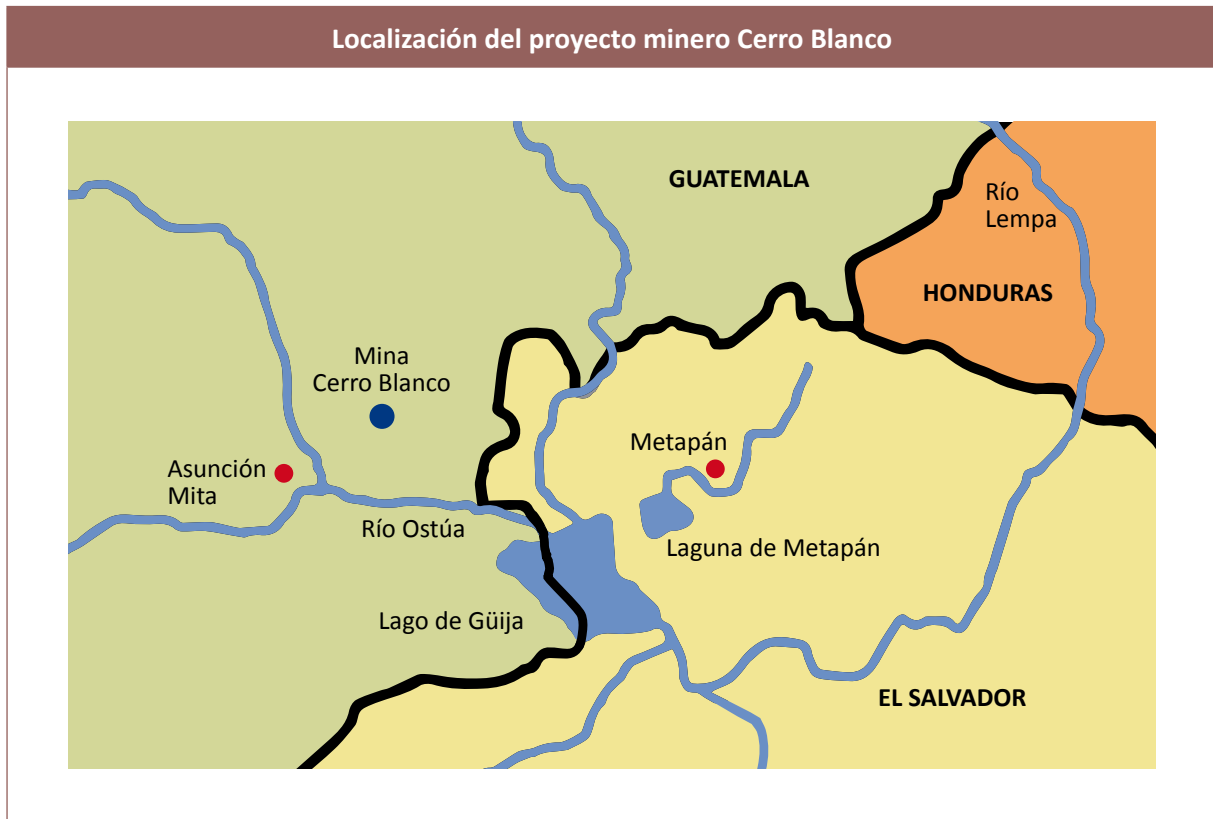 Localización del proyecto minero Cerro Blanco
GUATEMALA
Río
Lempa
HONDURAS
Mina
Cerro Blanco
Metapán
Asunción
Mita
Río Ostúa
Laguna de Metapán
Lago de Güija
EL SALVADOR